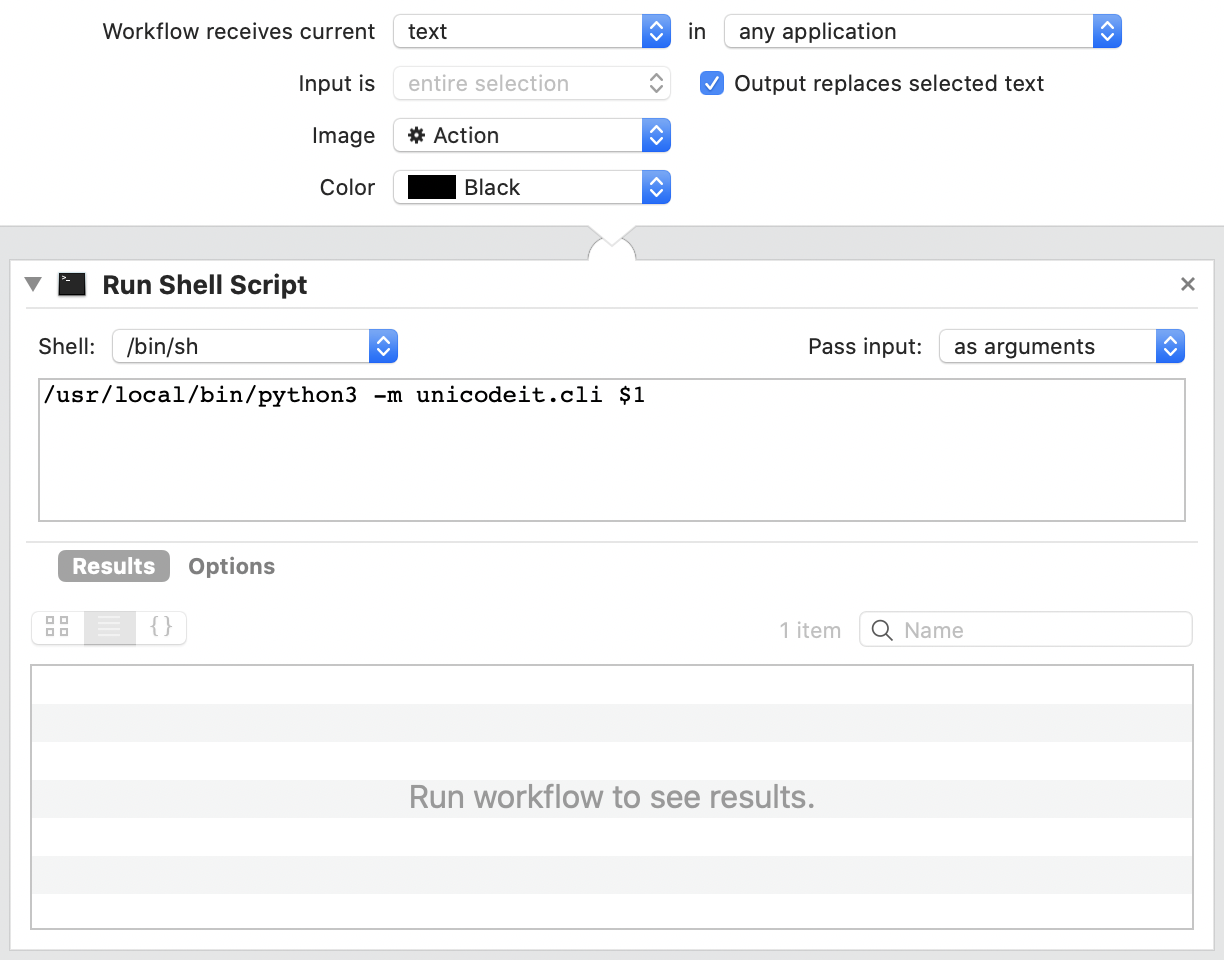 Workflow receives current text in any application
Input is entire selection Output replaces selected text
Image Action
Color Black
Run Shell Script
Shell: /bin/sh Pass input: as arguments
/usr/local/bin/python3 -m unicodeit.cli $1
Results Options
{} 1 item Name
Run workflow to see results.